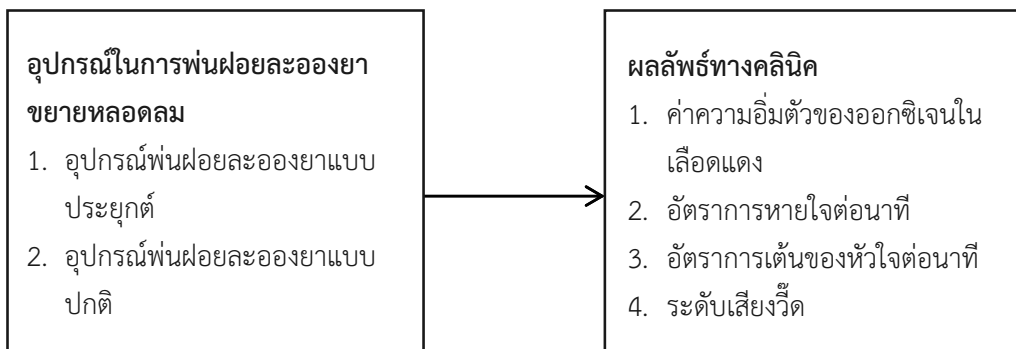 อุปกรณ์ในการพ่นฝอยละอองยา
ขยายหลอดลม
1. อุปกรณ์พ่นฝอยละอองยาแบบ
ประยุกต์
2. อุปกรณ์พ่นฝอยละอองยาแบบ
ปกติ
ผลลัพธ์ทางคลินิค
1. ค่าความอิ่มตัวของออกซิเจนใน
เลือดแดง
2. อัตราการหายใจต่อนาที
3. อัตราการเต้นของหัวใจต่อนาที
4. ระดับเสียงวี๊ด